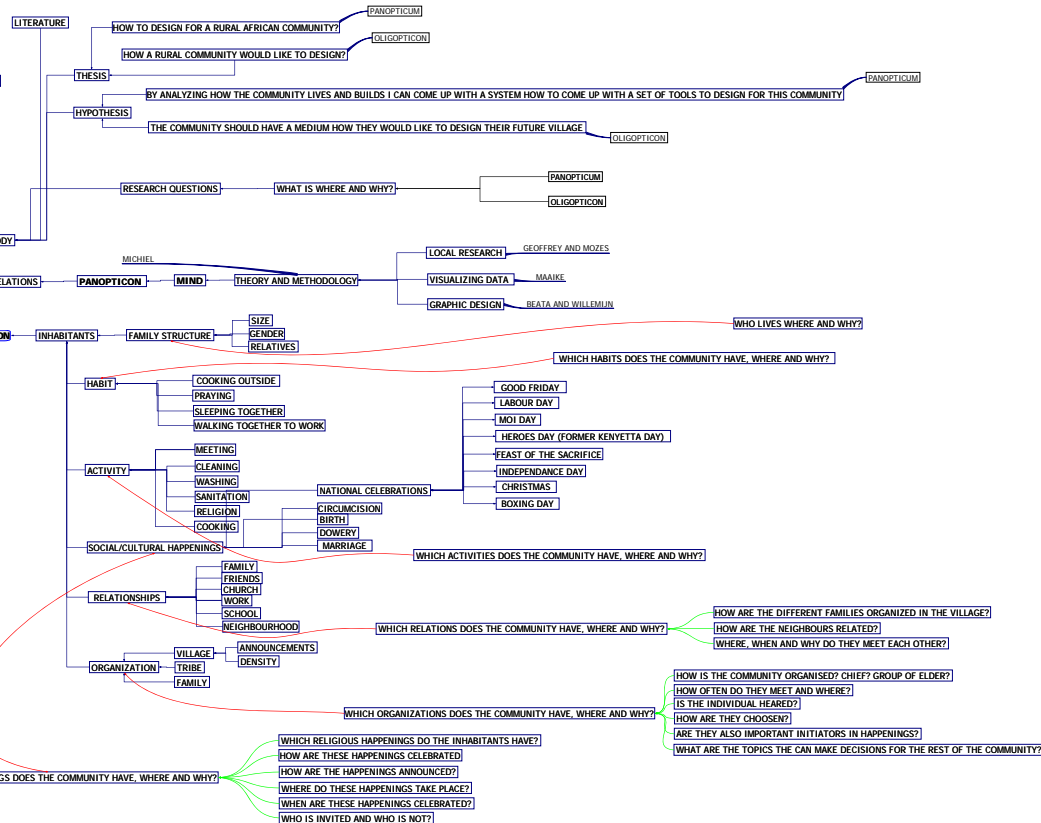 LITERATURE
PANOPTICUM
HOW TO DESIGN FOR A RURAL AFRICAN COMMUNITY?
OLIGOPTICON
HOW A RURAL COMMUNITY WOULD LIKE TO DESIGN?
THESIS
PANOPTICUM
BY ANALYZING HOW THE COMMUNITY LIVES AND BUILDS I CAN COME UP WITH A SYSTEM HOW TO COME UP WITH A SET OF TOOLS TO DESIGN FOR THIS COMMUNITY
HYPOTHESIS
THE COMMUNITY SHOULD HAVE A MEDIUM HOW THEY WOULD LIKE TO DESIGN THEIR FUTURE VILLAGE
OLIGOPTICON
RESEARCH QUESTIONS
WHAT IS WHERE AND WHY?
PANOPTICUM
OLIGOPTICON
ODY
MICHIEL
LOCAL RESEARCH
GEOFFREY AND MOZES
ELATIONS
PANOPTICON
MIND
THEORY AND METHODOLOGY
VISUALIZING DATA
MAAIKE
GRAPHIC DESIGN
BEATA AND WILLEMIJN
ON
INHABITANTS
FAMILY STRUCTURE
SIZE
GENDER
RELATIVES
WHO LIVES WHERE AND WHY?
WHICH HABITS DOES THE COMMUNITY HAVE, WHERE AND WHY?
HABIT
COOKING OUTSIDE
PRAYING
SLEEPING TOGETHER
WALKING TOGETHER TO WORK
GOOD FRIDAY
LABOUR DAY
MOI DAY
HEROES DAY (FORMER KENYETTA DAY)
FEAST OF THE SACRIFICE
INDEPENDANCE DAY
CHRISTMAS
BOXING DAY
ACTIVITY
MEETING
CLEANING
WASHING
SANITATION
RELIGION
COOKING
NATIONAL CELEBRATIONS
CIRCUMCISION
BIRTH
DOWERY
MARRIAGE
SOCIAL/CULTURAL HAPPENINGS
WHICH ACTIVITIES DOES THE COMMUNITY HAVE, WHERE AND WHY?
RELATIONSHIPS
FAMILY
FRIENDS
CHURCH
WORK
SCHOOL
NEIGHBOURHOOD
WHICH RELATIONS DOES THE COMMUNITY HAVE, WHERE AND WHY?
HOW ARE THE DIFFERENT FAMILIES ORGANIZED IN THE VILLAGE?
HOW ARE THE NEIGHBOURS RELATED?
WHERE, WHEN AND WHY DO THEY MEET EACH OTHER?
ORGANIZATION
VILLAGE
TRIBE
FAMILY
ANNOUNCEMENTS
DENSITY
WHICH ORGANIZATIONS DOES THE COMMUNITY HAVE, WHERE AND WHY?
HOW IS THE COMMUNITY ORGANISED? CHIEF? GROUP OF ELDER?
HOW OFTEN DO THEY MEET AND WHERE?
IS THE INDIVIDUAL HEARED?
HOW ARE THEY CHOOSEN?
ARE THEY ALSO IMPORTANT INITIATORS IN HAPPENINGS?
WHAT ARE THE TOPICS THE CAN MAKE DECISIONS FOR THE REST OF THE COMMUNITY?
GS DOES THE COMMUNITY HAVE, WHERE AND WHY?
WHICH RELIGIOUS HAPPENINGS DO THE INHABITANTS HAVE?
HOW ARE THESE HAPPENINGS CELEBRATED
HOW ARE THE HAPPENINGS ANNOUNCED?
WHERE DO THESE HAPPENINGS TAKE PLACE?
WHEN ARE THESE HAPPENINGS CELEBRATED?
WHO IS INVITED AND WHO IS NOT?